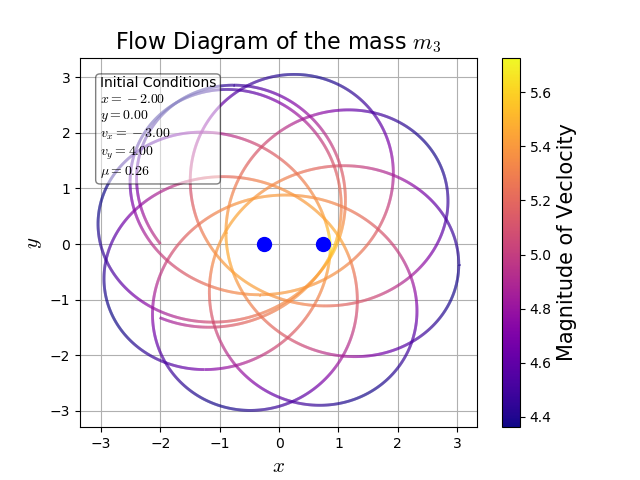 Flow Diagram of the mass m₃
Initial Conditions
x = −2.00
y = 0.00
vₓ = −3.00
v_y = 4.00
μ = 0.26
3
2
1
0
−1
−2
−3
y
−3
−2
−1
0
1
2
3
x
5.6
5.4
5.2
5.0
4.8
4.6
4.4
Magnitude of Veclocity